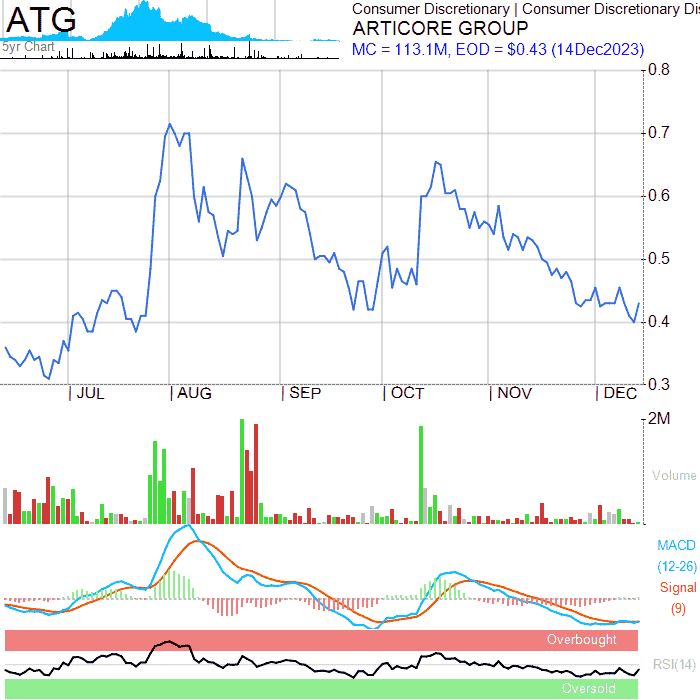 ATG
5yr Chart
Consumer Discretionary | Consumer Discretionary Dis
ARTICORE GROUP
MC = 113.1M, EOD = $0.43 (14Dec2023)
0.8
0.7
0.6
0.5
0.4
0.3
JUL AUG SEP OCT NOV DEC
2M
Volume
MACD
(12-26)
Signal
(9)
Overbought
RSI(14)
Oversold